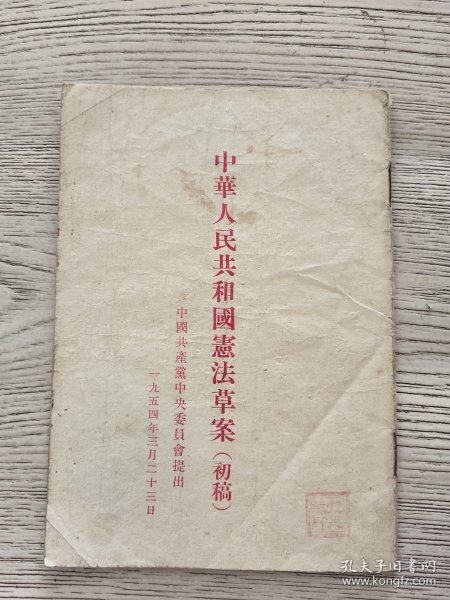 中華人民共和國憲法草案（初稿）
中國共產黨中央委員會提出
一九五四年三月二十三日
孔夫子旧书网
www.kongfz.com